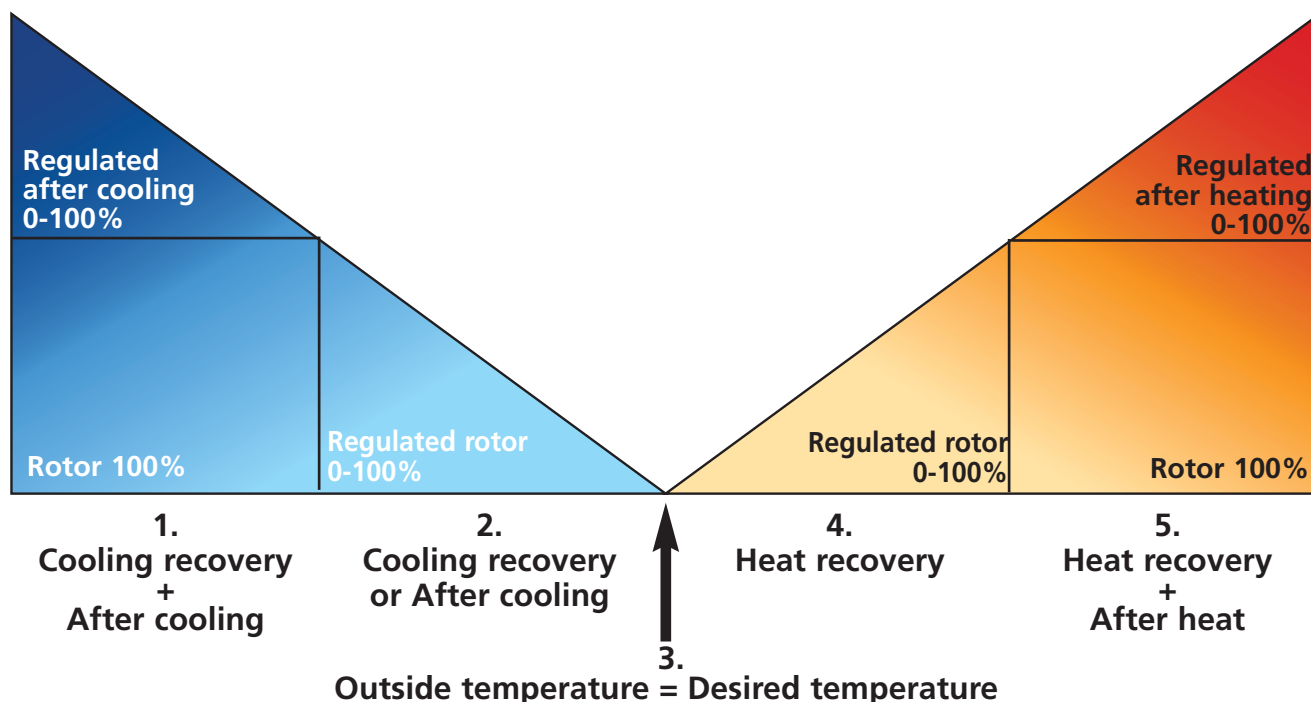 Regulated
after cooling
0-100%
Regulated
after heating
0-100%
Rotor 100%
Regulated rotor
0-100%
Regulated rotor
0-100%
Rotor 100%
1.
Cooling recovery
+
After cooling
2.
Cooling recovery
or After cooling
4.
Heat recovery
5.
Heat recovery
+
After heat
3.
Outside temperature = Desired temperature